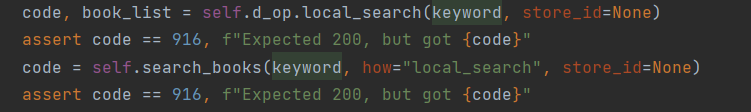 code, book_list = self.d_op.local_search(keyword, store_id=None)
assert code == 916, f"Expected 200, but got {code}"
code = self.search_books(keyword, how="local_search", store_id=None)
assert code == 916, f"Expected 200, but got {code}"